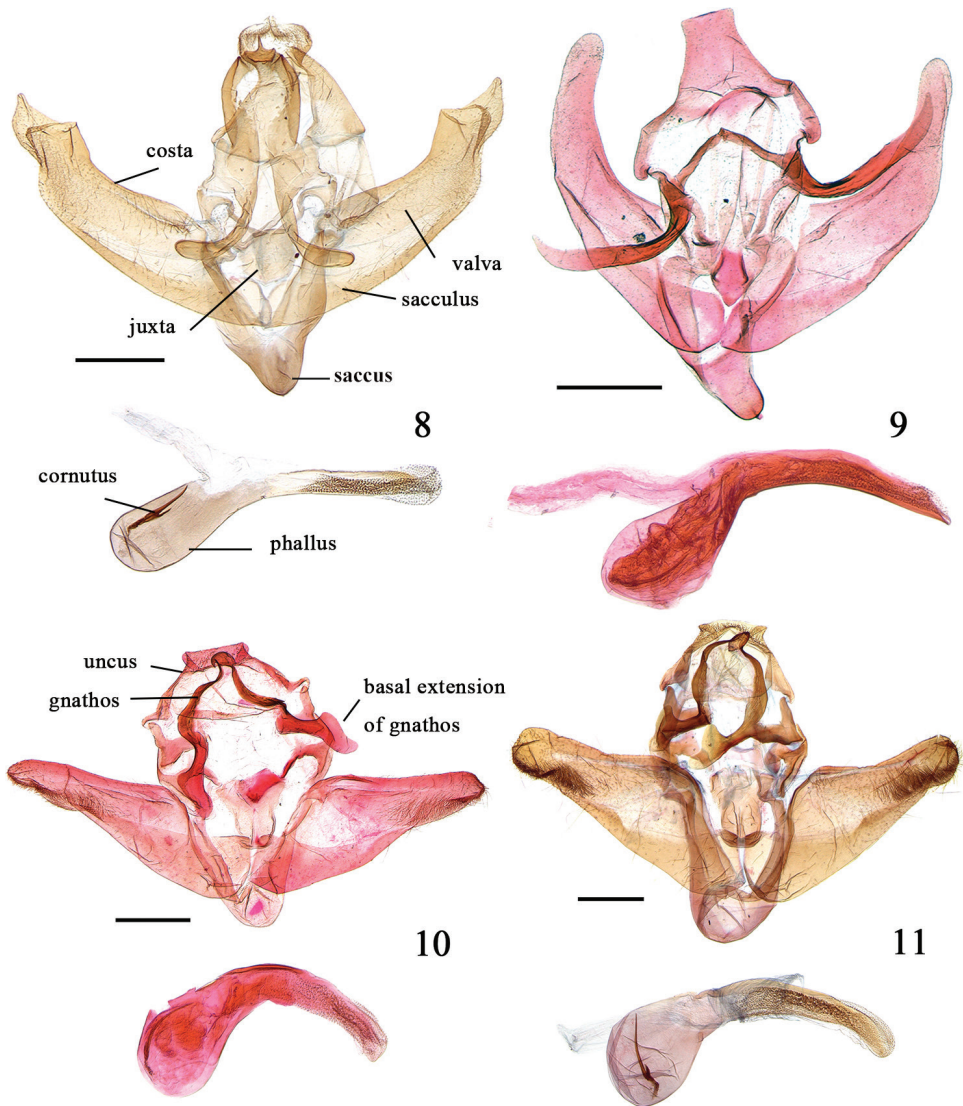 costa
valva
sacculus
juxta
saccus
8
9
cornutus
phallus
uncus
gnathos
basal extension
of gnathos
10
11